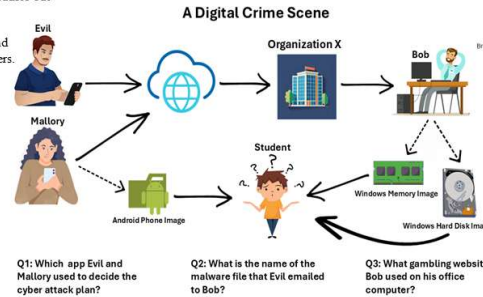 A Digital Crime Scene
Evil
Organization X
Bob
Mallory
Student
Android Phone Image
Windows Memory Image
Windows Hard Disk Ima
Q1: Which app Evil and
Mallory used to decide the
cyber attack plan?
Q2: What is the name of the
malware file that Evil emailed
to Bob?
Q3: What gambling websit
Bob used on his office
computer?